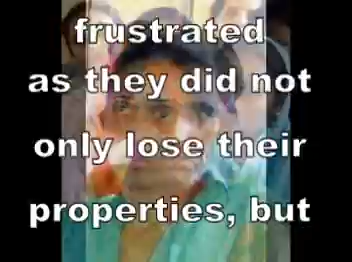 frustrated
as they did not
only lose their
properties, but